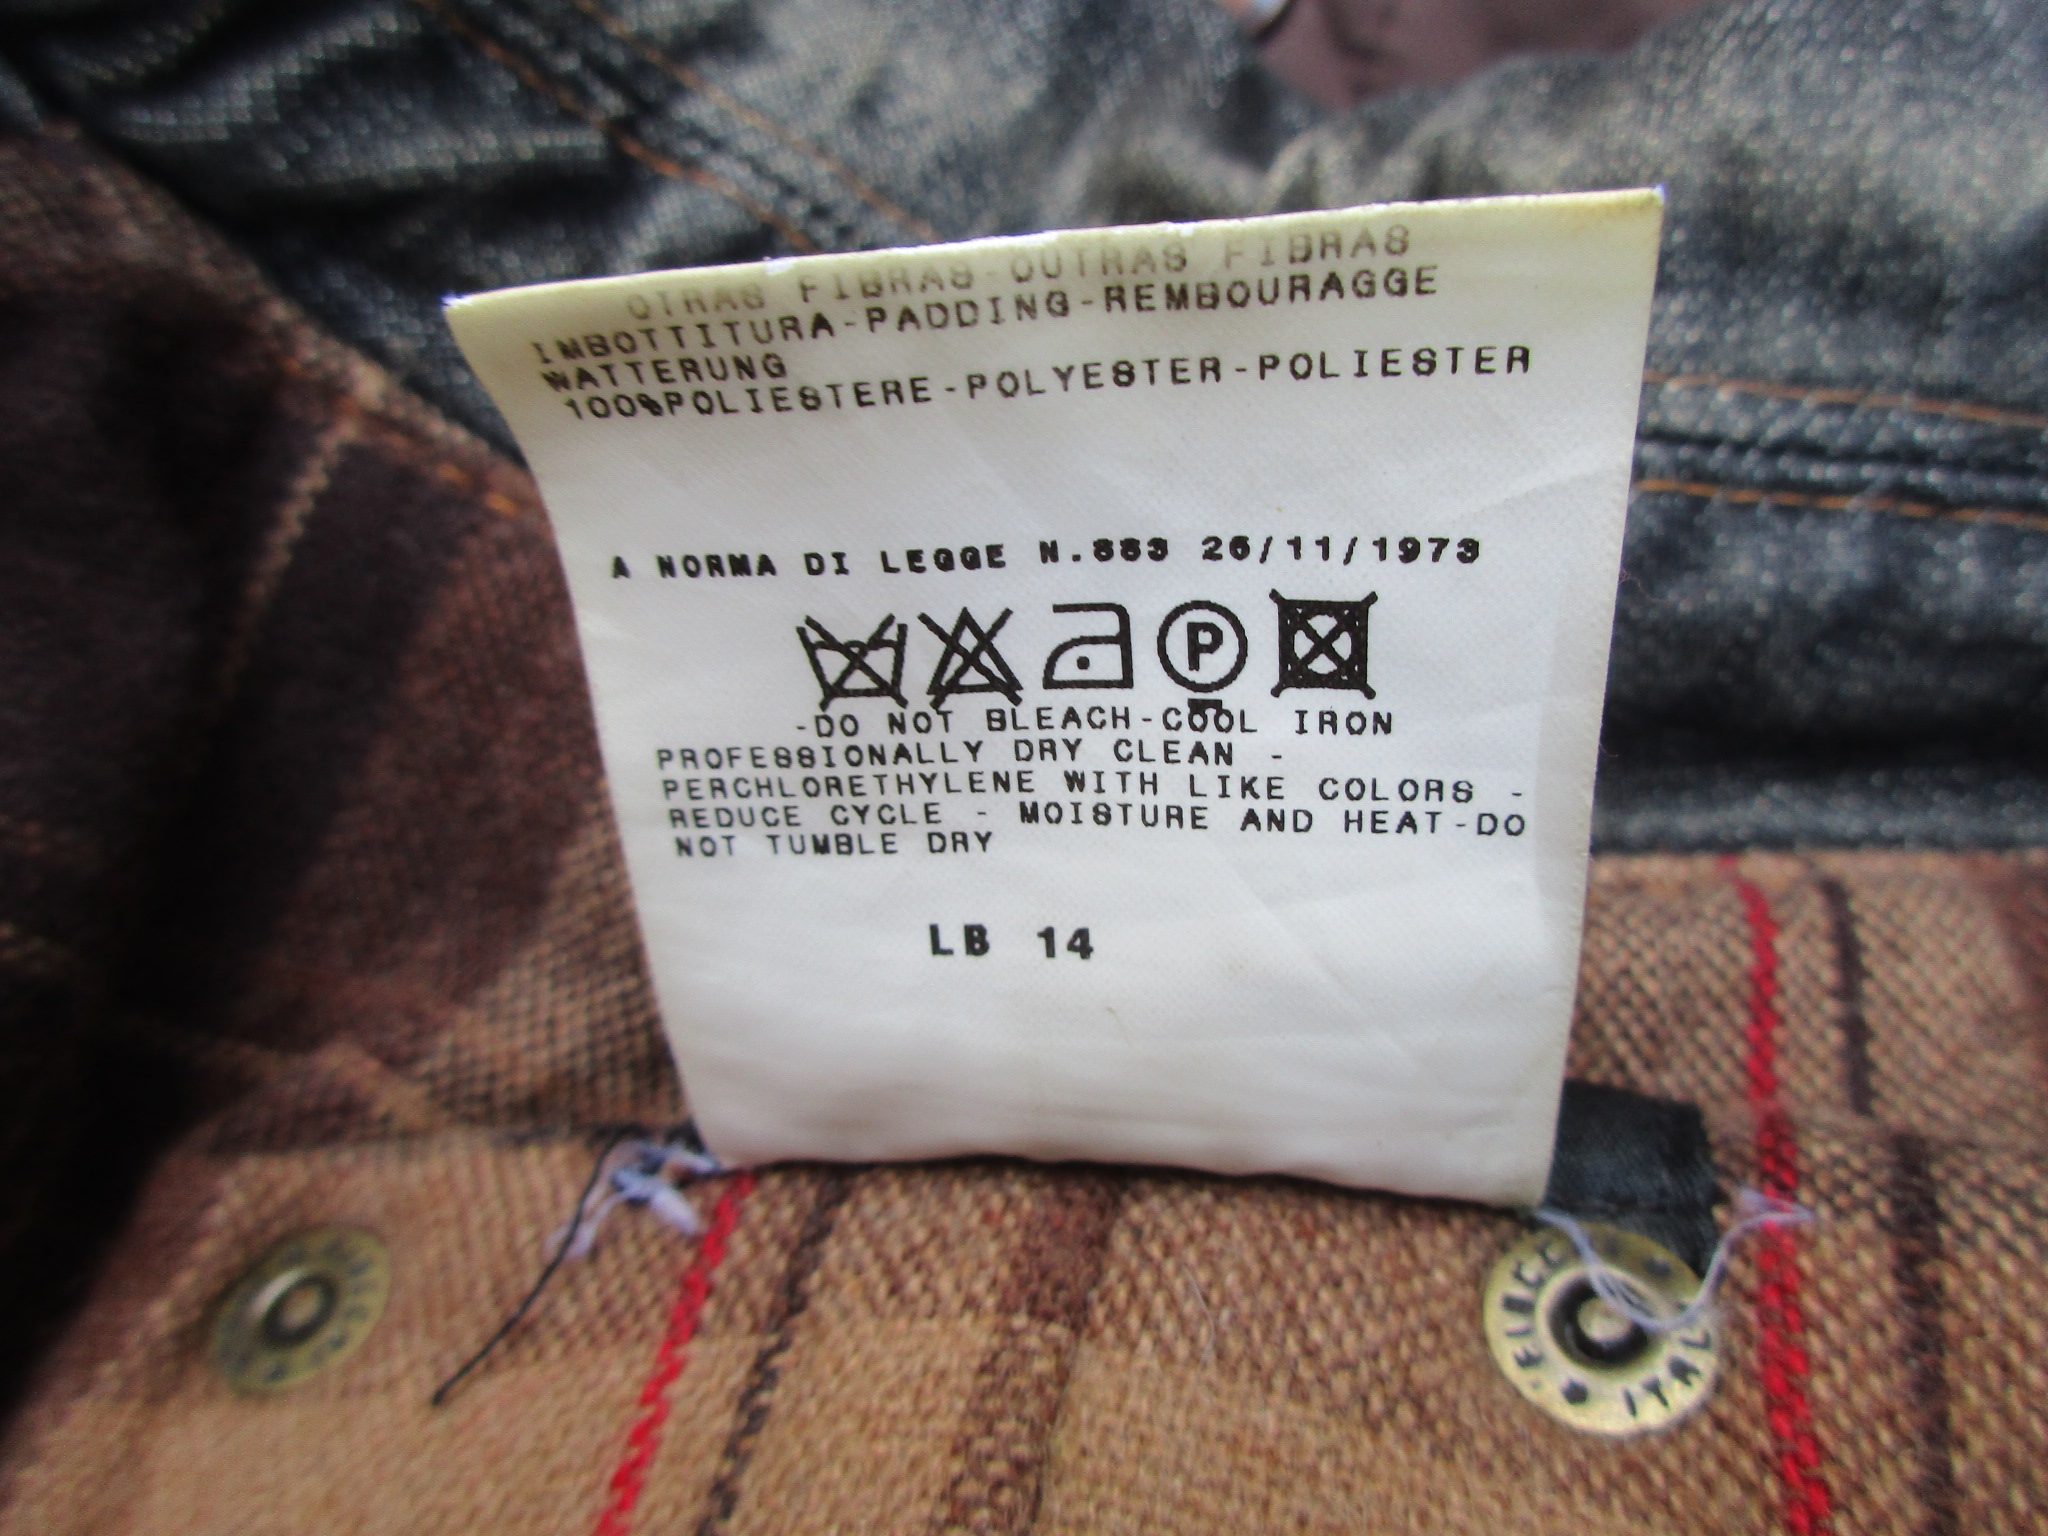 OTRAS FIBRAS-OUTRAS FIBRAS
IMBOTTITURA-PADDING-REMBOURAGGE
WATTERUNG
100%POLIESTERE-POLYESTER-POLIESTER
A NORMA DI LEGGE N.883 26/11/1973
P
-DO NOT BLEACH-COOL IRON
PROFESSIONALLY DRY CLEAN -
PERCHLORETHYLENE WITH LIKE COLORS -
REDUCE CYCLE - MOISTURE AND HEAT-DO
NOT TUMBLE DRY
LB 14